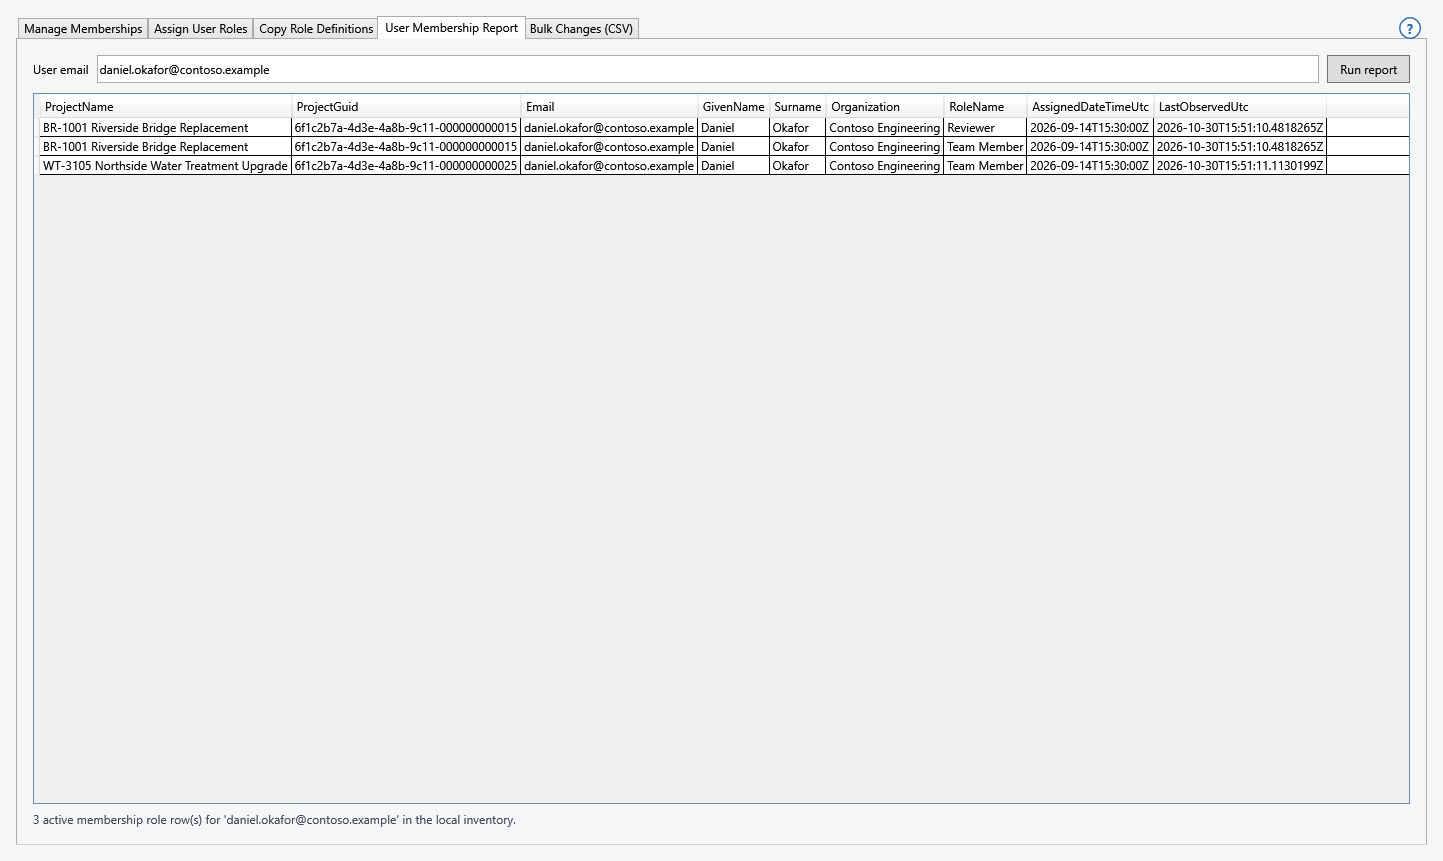 Manage Memberships Assign User Roles Copy Role Definitions User Membership Report Bulk Changes (CSV) ?
User email daniel.okafor@contoso.example Run report
ProjectName ProjectGuid Email GivenName Surname Organization RoleName AssignedDateTimeUtc LastObservedUtc
BR-1001 Riverside Bridge Replacement 6f1c2b7a-4d3e-4a8b-9c11-000000000015 daniel.okafor@contoso.example Daniel Okafor Contoso Engineering Reviewer 2026-09-14T15:30:00Z 2026-10-30T15:51:10.4818265Z
BR-1001 Riverside Bridge Replacement 6f1c2b7a-4d3e-4a8b-9c11-000000000015 daniel.okafor@contoso.example Daniel Okafor Contoso Engineering Team Member 2026-09-14T15:30:00Z 2026-10-30T15:51:10.4818265Z
WT-3105 Northside Water Treatment Upgrade 6f1c2b7a-4d3e-4a8b-9c11-000000000025 daniel.okafor@contoso.example Daniel Okafor Contoso Engineering Team Member 2026-09-14T15:30:00Z 2026-10-30T15:51:11.1130199Z
3 active membership role row(s) for 'daniel.okafor@contoso.example' in the local inventory.